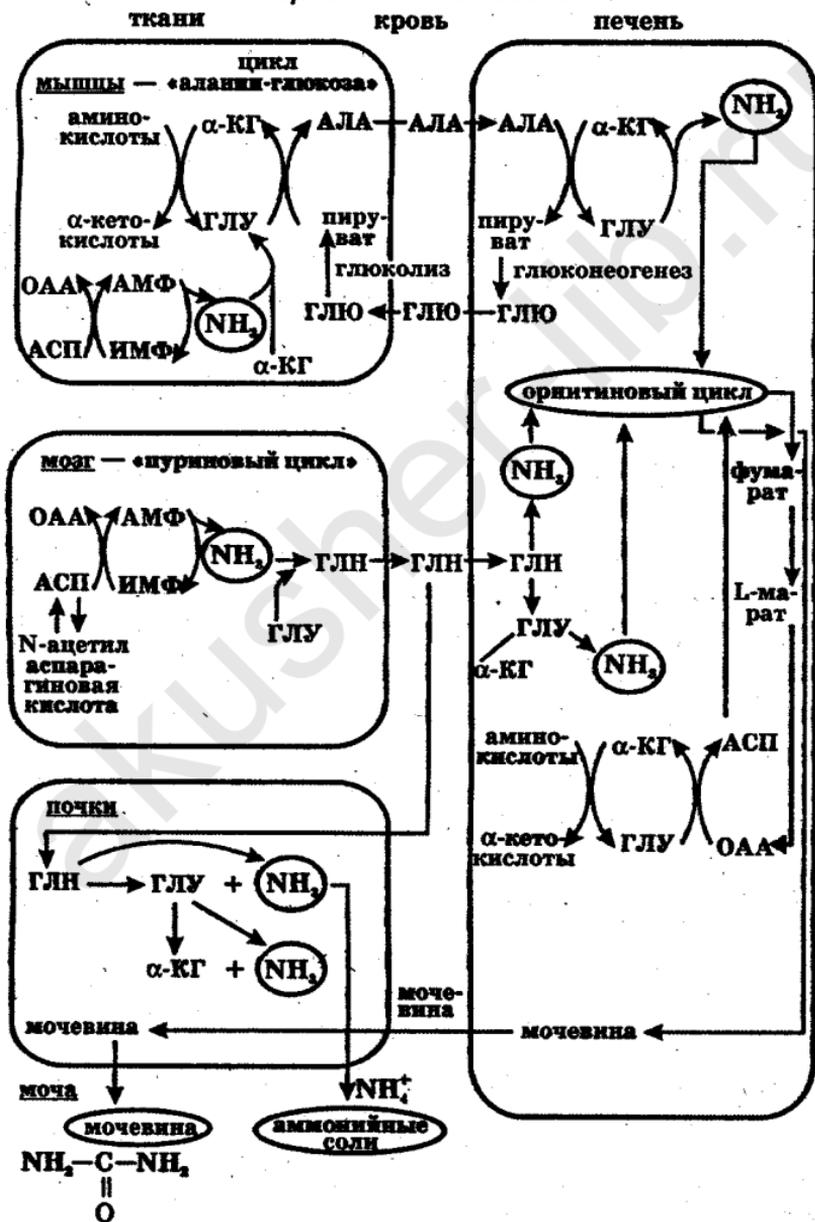 ткани кровь печень
цикл
мышцы — «аланин-глюкоза»
амино-
кислоты
α-КГ
АЛА
АЛА
АЛА
α-КГ
NH₃
α-кето-
кислоты
ГЛУ
пиру-
ват
пиру-
ват
ГЛУ
глюколиз
глюконеогенез
ОАА АМФ
NH₃
ГЛЮ
ГЛЮ
ГЛЮ
АСП ИМФ
α-КГ
орнитиновый цикл
мозг — «пуриновый цикл»
NH₃
фума-
рат
ОАА АМФ
NH₃
ГЛН
ГЛН
ГЛН
АСП ИМФ
L-ма-
рат
ГЛУ
ГЛУ
N-ацетил
аспара-
гиновая
кислота
α-КГ
NH₃
амино-
кислоты
α-КГ
АСП
α-кето-
кислоты
ГЛУ
ОАА
почки
ГЛН
ГЛУ + NH₃
α-КГ + NH₃
моче-
вина
мочевина
мочевина
моча
NH₄⁺
мочевина
аммонийные
соли
NH₂—C—NH₂
||
O
akusher-lib.ru